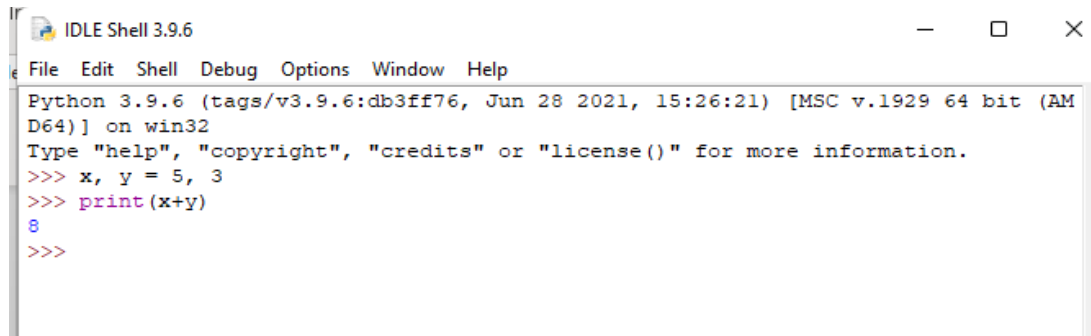 IDLE Shell 3.9.6
File Edit Shell Debug Options Window Help
Python 3.9.6 (tags/v3.9.6:db3ff76, Jun 28 2021, 15:26:21) [MSC v.1929 64 bit (AM
D64)] on win32
Type "help", "copyright", "credits" or "license()" for more information.
>>> x, y = 5, 3
>>> print(x+y)
8
>>>